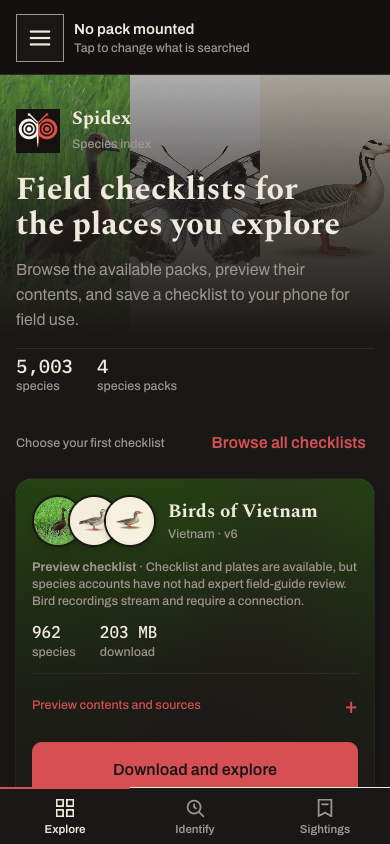 No pack mounted
Tap to change what is searched
Spidex
Species index
Field checklists for
the places you explore
Browse the available packs, preview their
contents, and save a checklist to your phone for
field use.
5,003
species
4
species packs
Choose your first checklist
Browse all checklists
Birds of Vietnam
Vietnam · v6
Preview checklist · Checklist and plates are available, but
species accounts have not had expert field-guide review.
Bird recordings stream and require a connection.
962
species
203 MB
download
Preview contents and sources
+
Download and explore
Explore
Identify
Sightings